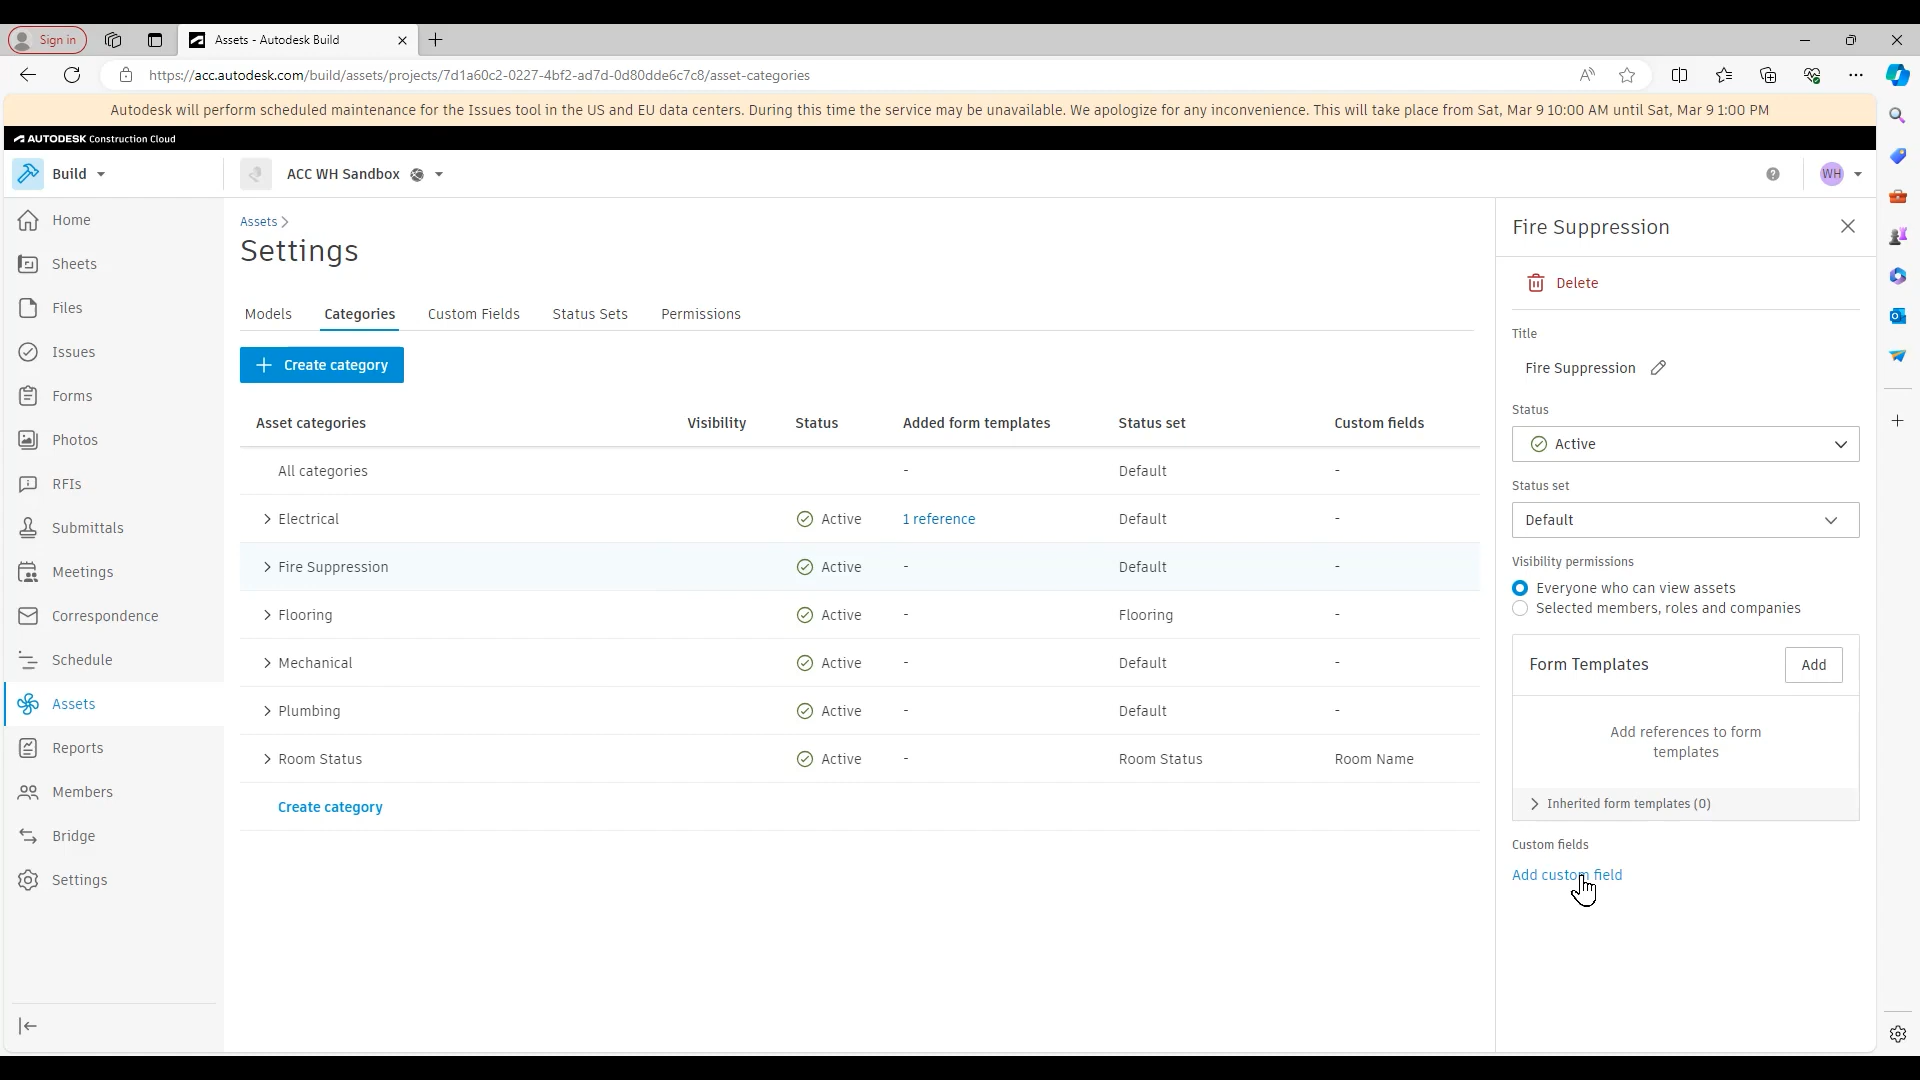 Sign in
Assets - Autodesk Build
https://acc.autodesk.com/build/assets/projects/7d1a60c2-0227-4bf2-ad7d-0d80dde6c7c8/asset-categories
Autodesk will perform scheduled maintenance for the Issues tool in the US and EU data centers. During this time the service may be unavailable. We apologize for any inconvenience. This will take place from Sat, Mar 9 10:00 AM until Sat, Mar 9 1:00 PM
AUTODESK Construction Cloud
Build
ACC WH Sandbox
WH
Home
Sheets
Files
Issues
Forms
Photos
RFIs
Submittals
Meetings
Correspondence
Schedule
Assets
Reports
Members
Bridge
Settings
Assets
Settings
Models Categories Custom Fields Status Sets Permissions
Create category
Asset categories Visibility Status Added form templates Status set Custom fields
All categories - Default -
Electrical Active 1 reference Default -
Fire Suppression Active - Default -
Flooring Active - Flooring -
Mechanical Active - Default -
Plumbing Active - Default -
Room Status Active - Room Status Room Name
Create category
Fire Suppression
Delete
Title
Fire Suppression
Status
Active
Status set
Default
Visibility permissions
Everyone who can view assets
Selected members, roles and companies
Form Templates Add
Add references to form
templates
Inherited form templates (0)
Custom fields
Add custom field